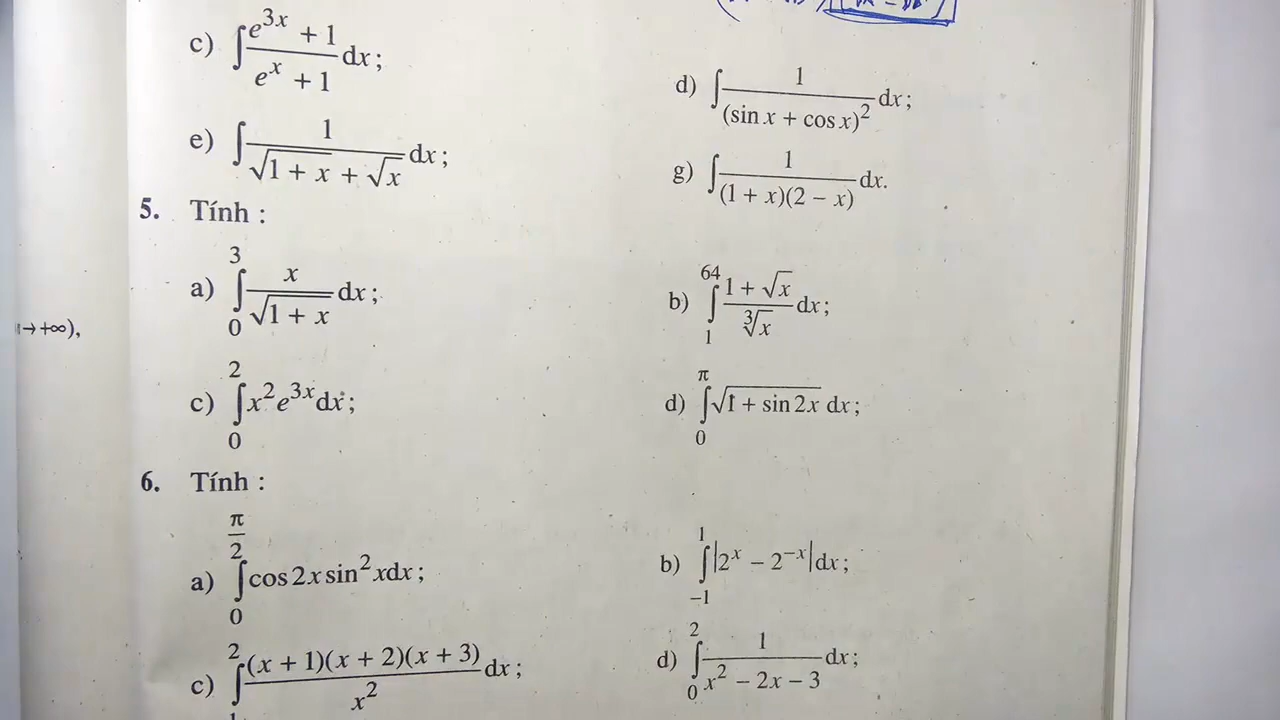 c) ∫ (e^{3x} + 1)/(e^x + 1) dx ;
d) ∫ 1/(sin x + cos x)^2 dx ;
e) ∫ 1/(√(1 + x) + √x) dx ;
g) ∫ 1/((1 + x)(2 − x)) dx.
5. Tính :
a) ∫_0^3 x/√(1 + x) dx ;
b) ∫_1^64 (1 + √x)/∛x dx ;
→ +∞),
c) ∫_0^2 x^2 e^{3x} dx ;
d) ∫_0^π √(1 + sin 2x) dx ;
6. Tính :
a) ∫_0^{π/2} cos 2x sin^2 x dx ;
b) ∫_{−1}^1 |2^x − 2^{−x}| dx ;
c) ∫^2 (x + 1)(x + 2)(x + 3)/x^2 dx ;
d) ∫_0^2 1/(x^2 − 2x − 3) dx ;